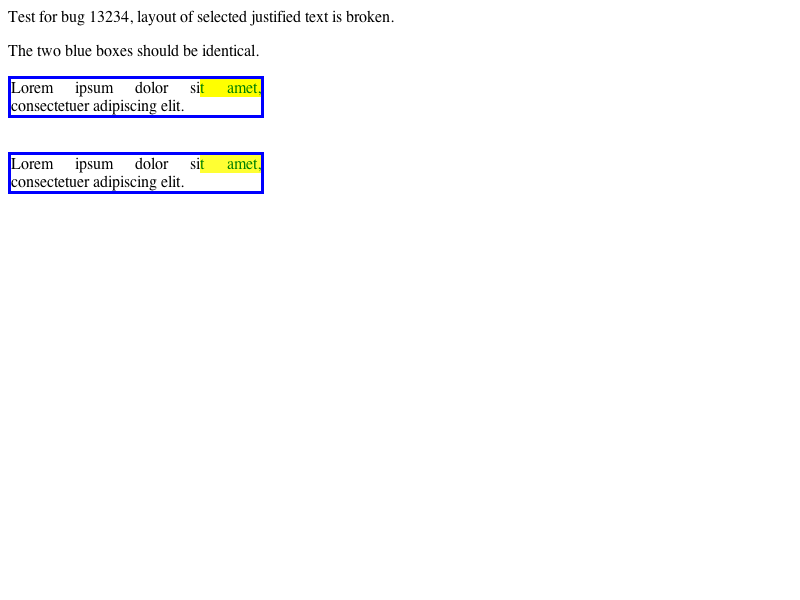 Test for bug 13234, layout of selected justified text is broken.
The two blue boxes should be identical.
Lorem ipsum dolor sit amet,
consectetuer adipiscing elit.
Lorem ipsum dolor sit amet,
consectetuer adipiscing elit.